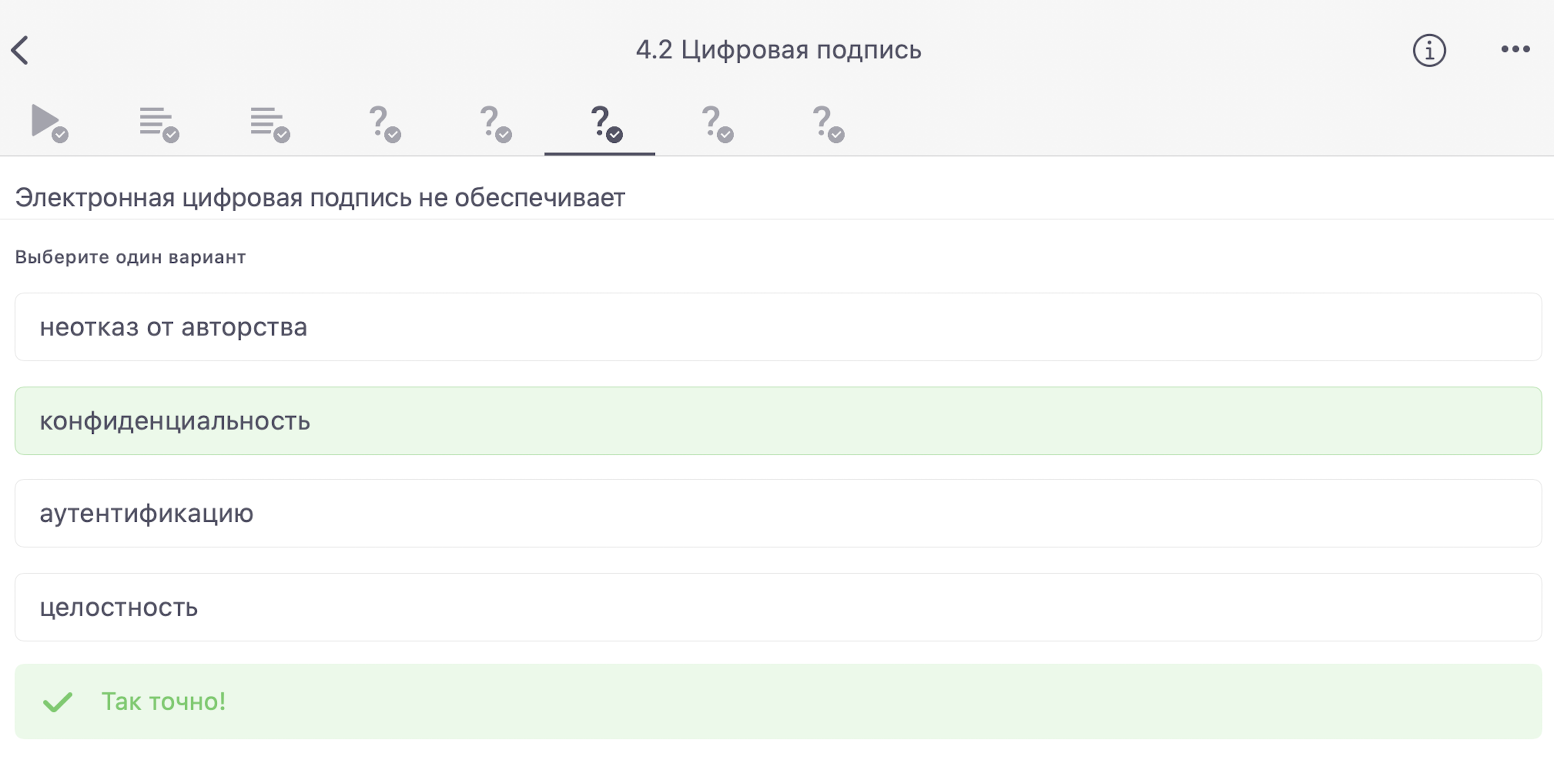 4.2 Цифровая подпись
Электронная цифровая подпись не обеспечивает
Выберите один вариант
неотказ от авторства
конфиденциальность
аутентификацию
целостность
Так точно!